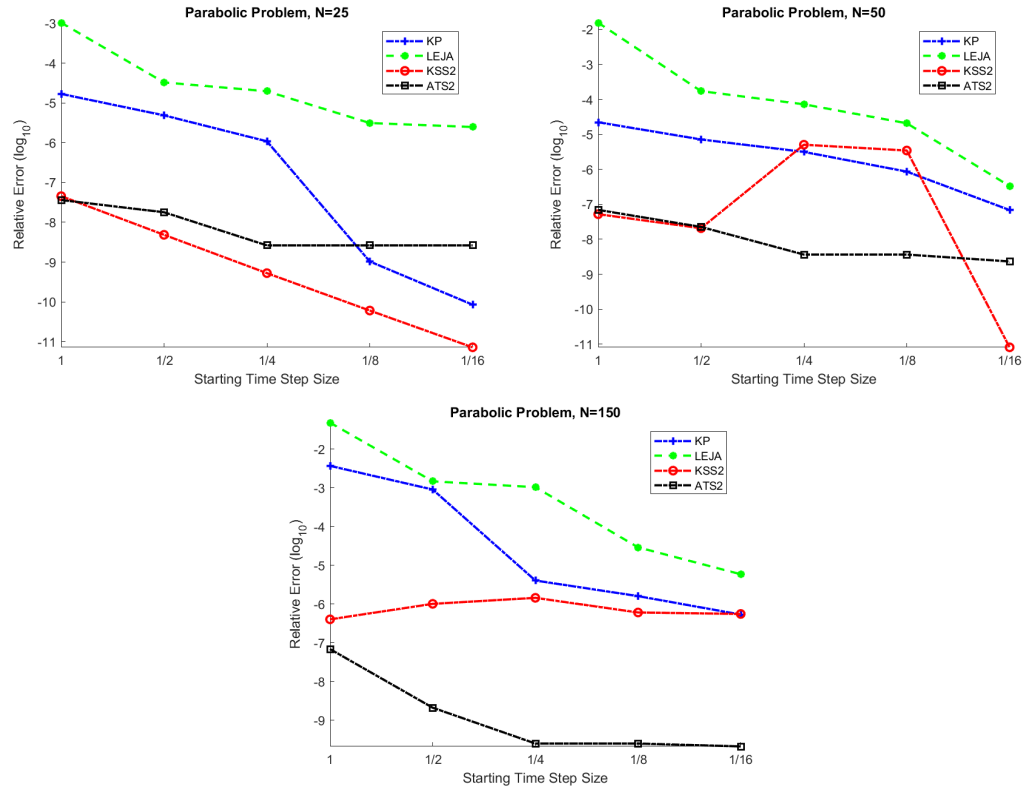 Parabolic Problem, N=25
-3
-4
-5
-6
-7
-8
-9
-10
-11
Relative Error (log10)
1 1/2 1/4 1/8 1/16
Starting Time Step Size
KP
LEJA
KSS2
ATS2
Parabolic Problem, N=50
-2
-3
-4
-5
-6
-7
-8
-9
-10
-11
Relative Error (log10)
1 1/2 1/4 1/8 1/16
Starting Time Step Size
KP
LEJA
KSS2
ATS2
Parabolic Problem, N=150
-2
-3
-4
-5
-6
-7
-8
-9
Relative Error (log10)
1 1/2 1/4 1/8 1/16
Starting Time Step Size
KP
LEJA
KSS2
ATS2